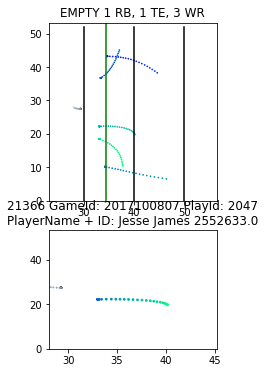 EMPTY 1 RB, 1 TE, 3 WR
50
40
30
20
10
0
30 40 50
21366 GameId: 2017100807 PlayId: 2047
PlayerName + ID: Jesse James 2552633.0
40
20
0
30 35 40 45